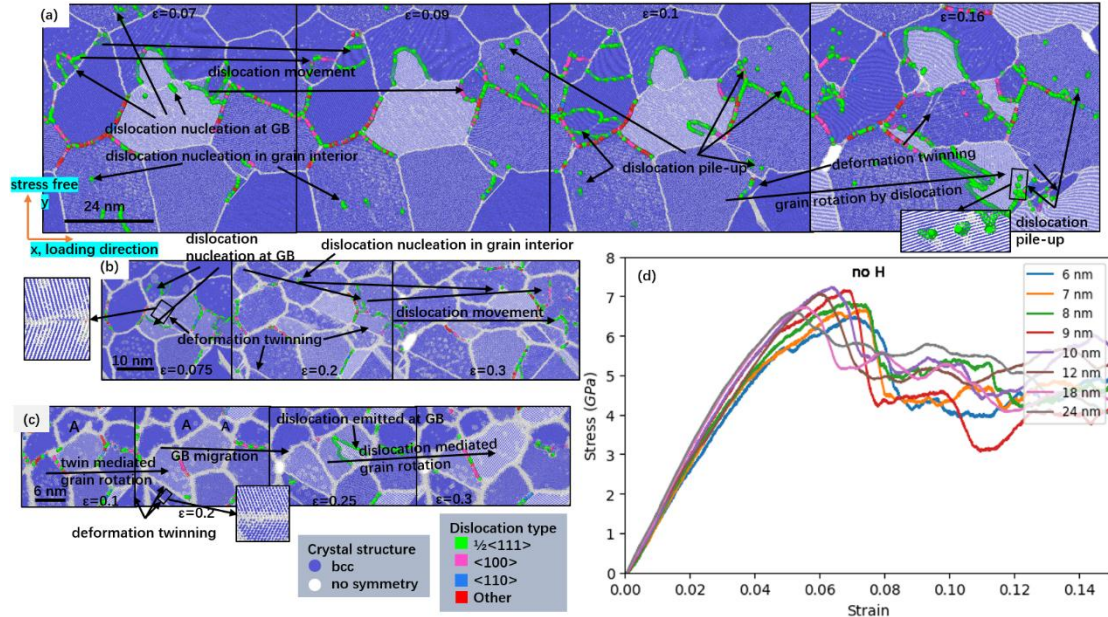 (a)
ε=0.07
ε=0.09
ε=0.1
ε=0.16
dislocation movement
dislocation nucleation at GB
dislocation nucleation in grain interior
dislocation pile-up
deformation twinning
grain rotation by dislocation
stress free
y
24 nm
x, loading direction
dislocation
pile-up
dislocation
nucleation at GB
dislocation nucleation in grain interior
(b)
dislocation movement
deformation twinning
10 nm
ε=0.075
ε=0.2
ε=0.3
(c)
A
A
A
dislocation emitted at GB
GB migration
dislocation mediated
grain rotation
twin mediated
grain rotation
6 nm
ε=0.1
ε=0.2
ε=0.25
ε=0.3
deformation twinning
Crystal structure
bcc
no symmetry
Dislocation type
½<111>
<100>
<110>
Other
(d)
no H
6 nm
7 nm
8 nm
9 nm
10 nm
12 nm
18 nm
24 nm
Stress (GPa)
8
7
6
5
4
3
2
1
0
0.00
0.02
0.04
0.06
0.08
0.10
0.12
0.14
Strain